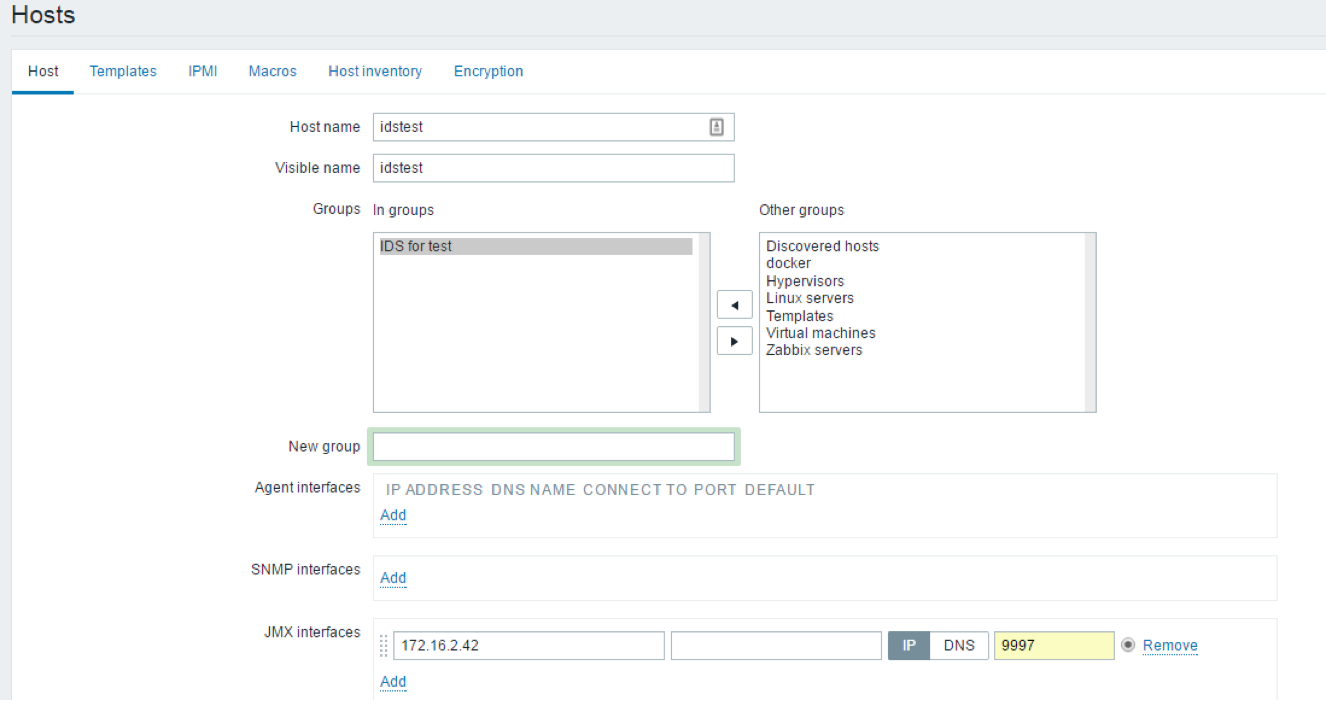 Hosts
Host Templates IPMI Macros Host inventory Encryption
Host name idstest
Visible name idstest
Groups In groups Other groups
IDS for test
Discovered hosts
docker
Hypervisors
Linux servers
Templates
Virtual machines
Zabbix servers
New group
Agent interfaces IP ADDRESS DNS NAME CONNECT TO PORT DEFAULT
Add
SNMP interfaces Add
JMX interfaces 172.16.2.42 IP DNS 9997 Remove
Add